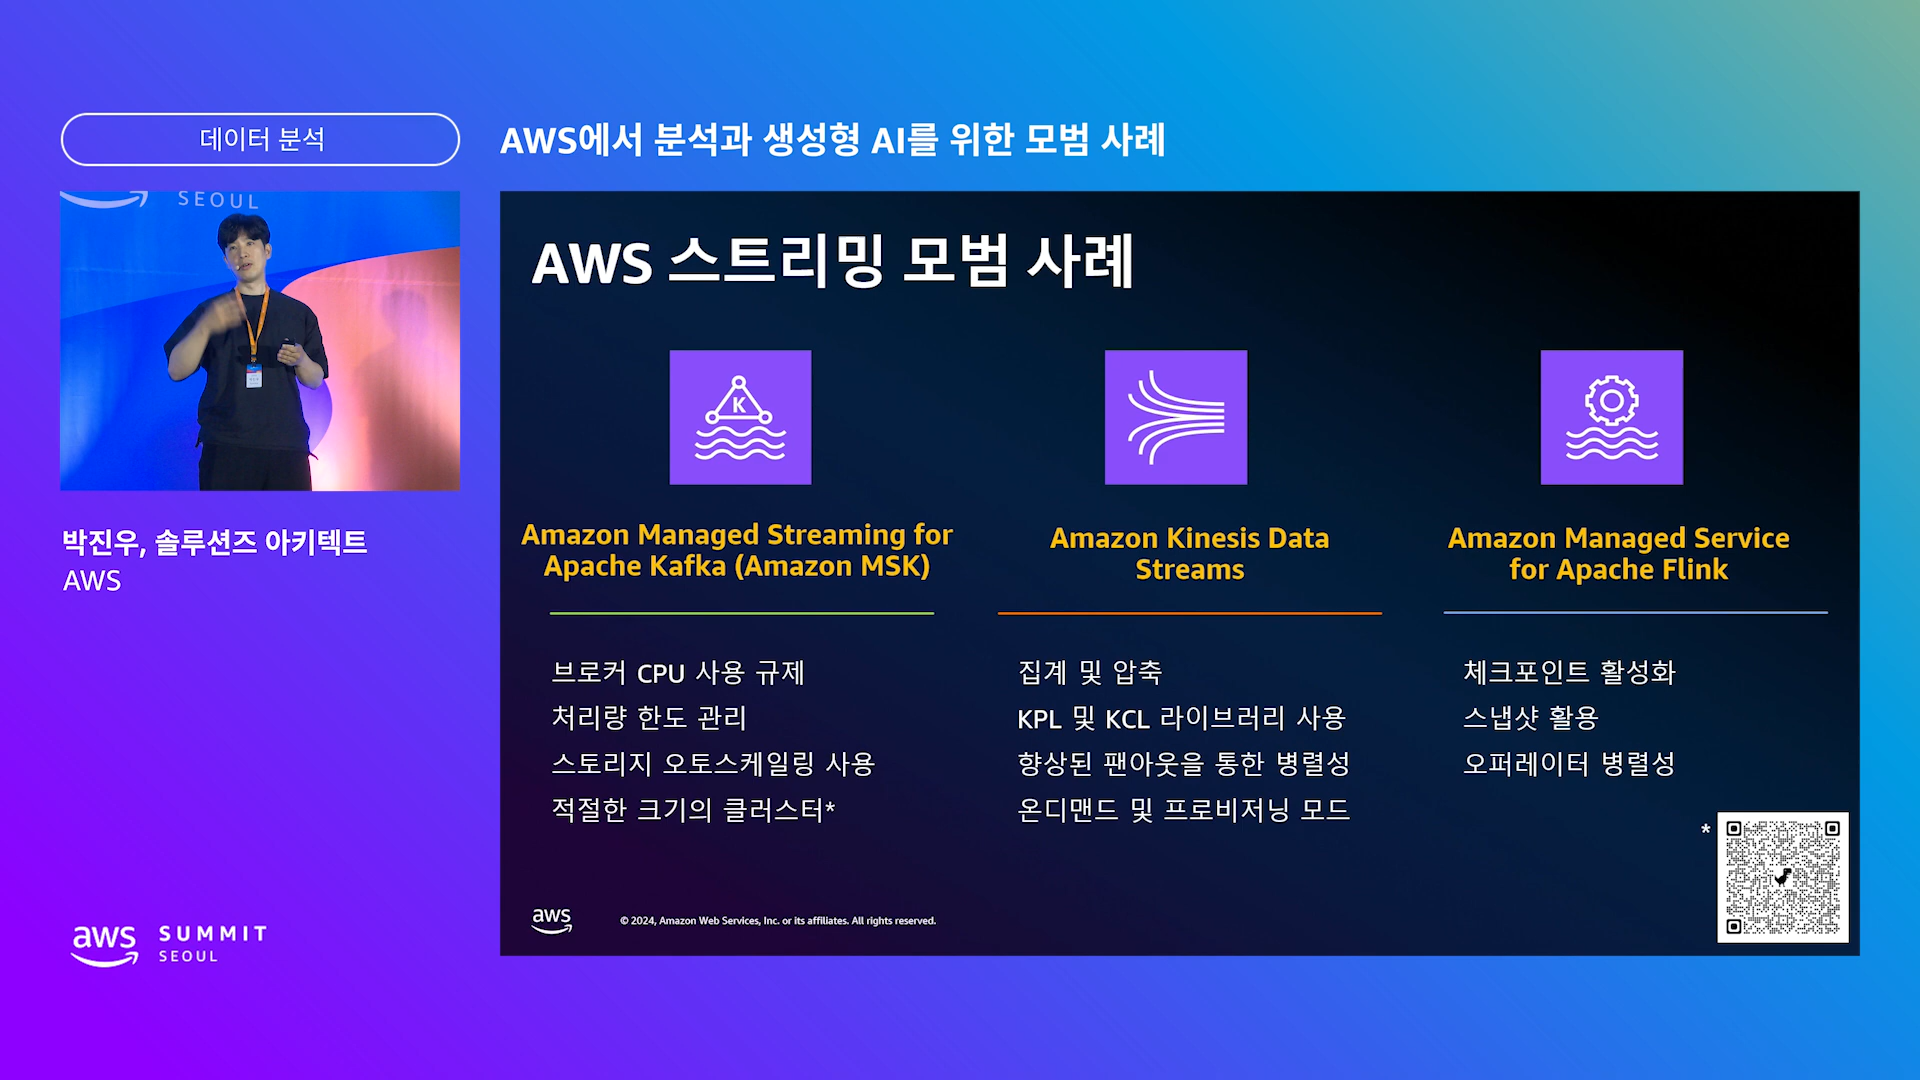 데이터 분석
AWS에서 분석과 생성형 AI를 위한 모범 사례
SEOUL
박진우, 솔루션즈 아키텍트
AWS
AWS 스트리밍 모범 사례
K
Amazon Managed Streaming for
Apache Kafka (Amazon MSK)
브로커 CPU 사용 규제
처리량 한도 관리
스토리지 오토스케일링 사용
적절한 크기의 클러스터*
Amazon Kinesis Data
Streams
집계 및 압축
KPL 및 KCL 라이브러리 사용
향상된 팬아웃을 통한 병렬성
온디맨드 및 프로비저닝 모드
Amazon Managed Service
for Apache Flink
체크포인트 활성화
스냅샷 활용
오퍼레이터 병렬성
*
aws
© 2024, Amazon Web Services, Inc. or its affiliates. All rights reserved.
aws SUMMIT
SEOUL